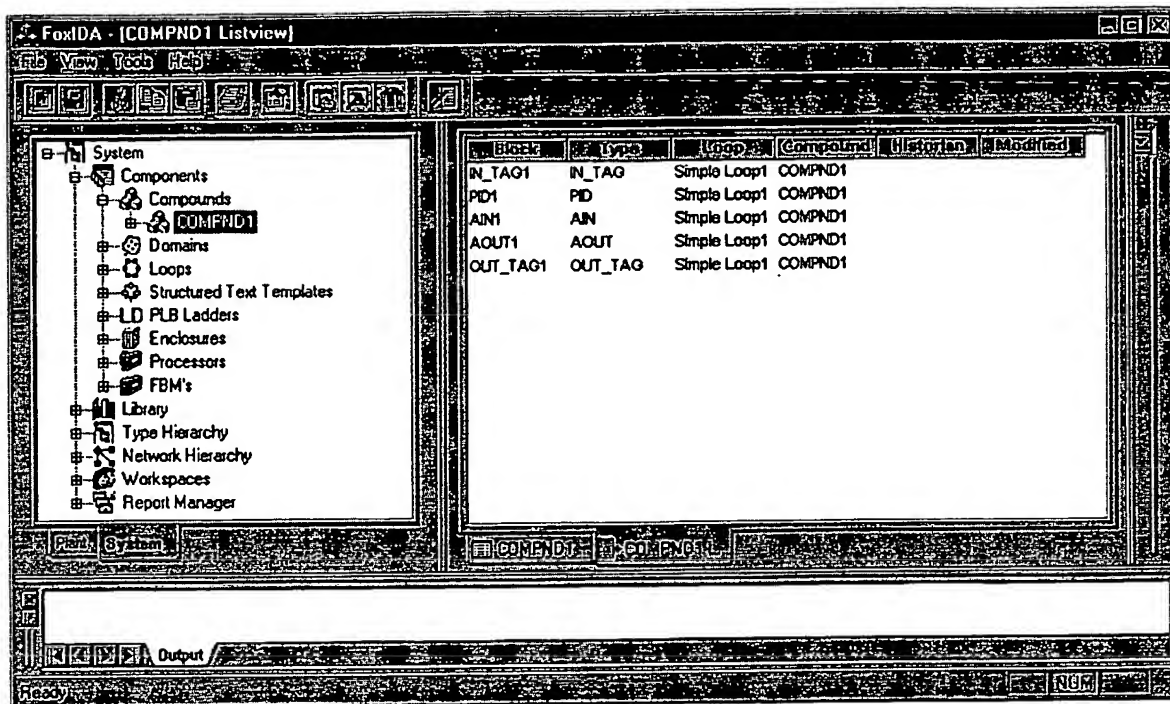 FoxIDA - [COMPND1 Listview]
File View Tools Help
System
Components
Compounds
COMPND1
Domains
Loops
Structured Text Templates
LD PLB Ladders
Enclosures
Processors
FBM's
Library
Type Hierarchy
Network Hierarchy
Workspaces
Report Manager
Plant System
Block Type Loop Compound Historian Modified
IN_TAG1 IN_TAG Simple Loop1 COMPND1
PID1 PID Simple Loop1 COMPND1
AIN1 AIN Simple Loop1 COMPND1
AOUT1 AOUT Simple Loop1 COMPND1
OUT_TAG1 OUT_TAG Simple Loop1 COMPND1
COMPND1 COMPND1
Output
Ready NUM